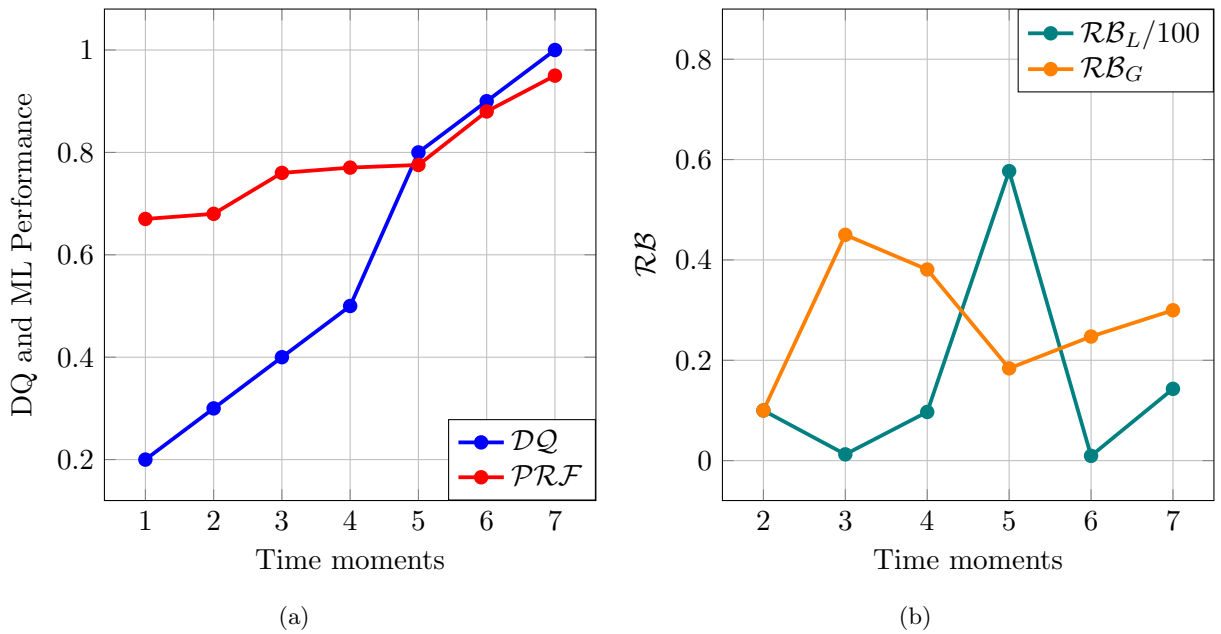 DQ and ML Performance
1
0.8
0.6
0.4
0.2
1 2 3 4 5 6 7
Time moments
𝒟𝒬
𝒫ℛℱ
(a)
ℛℬ
0.8
0.6
0.4
0.2
0
2 3 4 5 6 7
Time moments
ℛℬ_L/100
ℛℬ_G
(b)